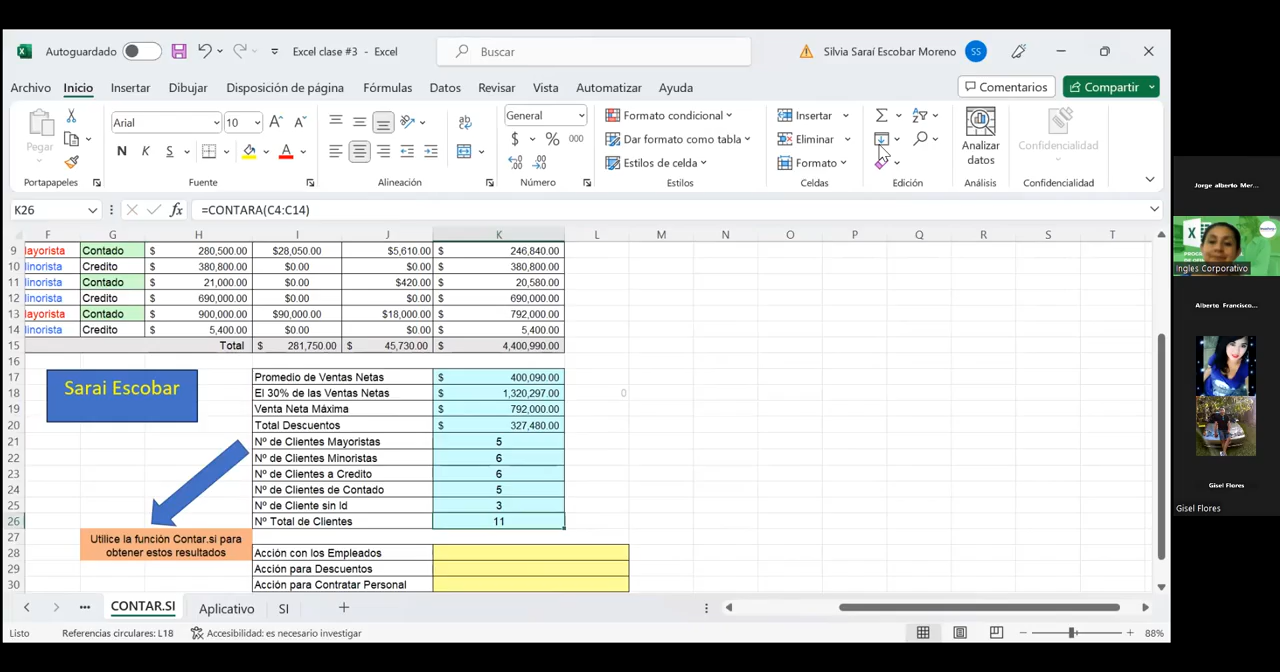 Autoguardado
Excel clase #3 - Excel
Buscar
Silvia Saraí Escobar Moreno
SS
Archivo Inicio Insertar Dibujar Disposición de página Fórmulas Datos Revisar Vista Automatizar Ayuda
Comentarios
Compartir
Pegar
Arial
10
General
Formato condicional
Dar formato como tabla
Estilos de celda
Insertar
Eliminar
Formato
Analizar datos
Confidencialidad
Portapapeles Fuente Alineación Número Estilos Celdas Edición Análisis Confidencialidad
K26
=CONTARA(C4:C14)
F G H I J K L M N O P Q R S T
9 ayorista Contado $ 280,500.00 $28,050.00 $5,610.00 $ 246,840.00
10 inorista Credito $ 380,800.00 $0.00 $0.00 $ 380,800.00
11 inorista Contado $ 21,000.00 $0.00 $420.00 $ 20,580.00
12 inorista Credito $ 690,000.00 $0.00 $0.00 $ 690,000.00
13 ayorista Contado $ 900,000.00 $90,000.00 $18,000.00 $ 792,000.00
14 inorista Credito $ 5,400.00 $0.00 $0.00 $ 5,400.00
15 Total $ 281,750.00 $ 45,730.00 $ 4,400,990.00
16
17 Promedio de Ventas Netas $ 400,090.00
18 El 30% de las Ventas Netas $ 1,320,297.00 0
Sarai Escobar
19 Venta Neta Máxima $ 792,000.00
20 Total Descuentos $ 327,480.00
21 Nº de Clientes Mayoristas 5
22 Nº de Clientes Minoristas 6
23 Nº de Clientes a Credito 6
24 Nº de Clientes de Contado 5
25 Nº de Cliente sin Id 3
26 Nº Total de Clientes 11
27
Utilice la función Contar.si para
obtener estos resultados
28 Acción con los Empleados
29 Acción para Descuentos
30 Acción para Contratar Personal
CONTAR.SI Aplicativo SI
Listo
Referencias circulares: L18
Accesibilidad: es necesario investigar
88%
Jorge alberto Mer...
Ingles Corporativo
Alberto Francisco...
Gisel Flores
Gisel Flores